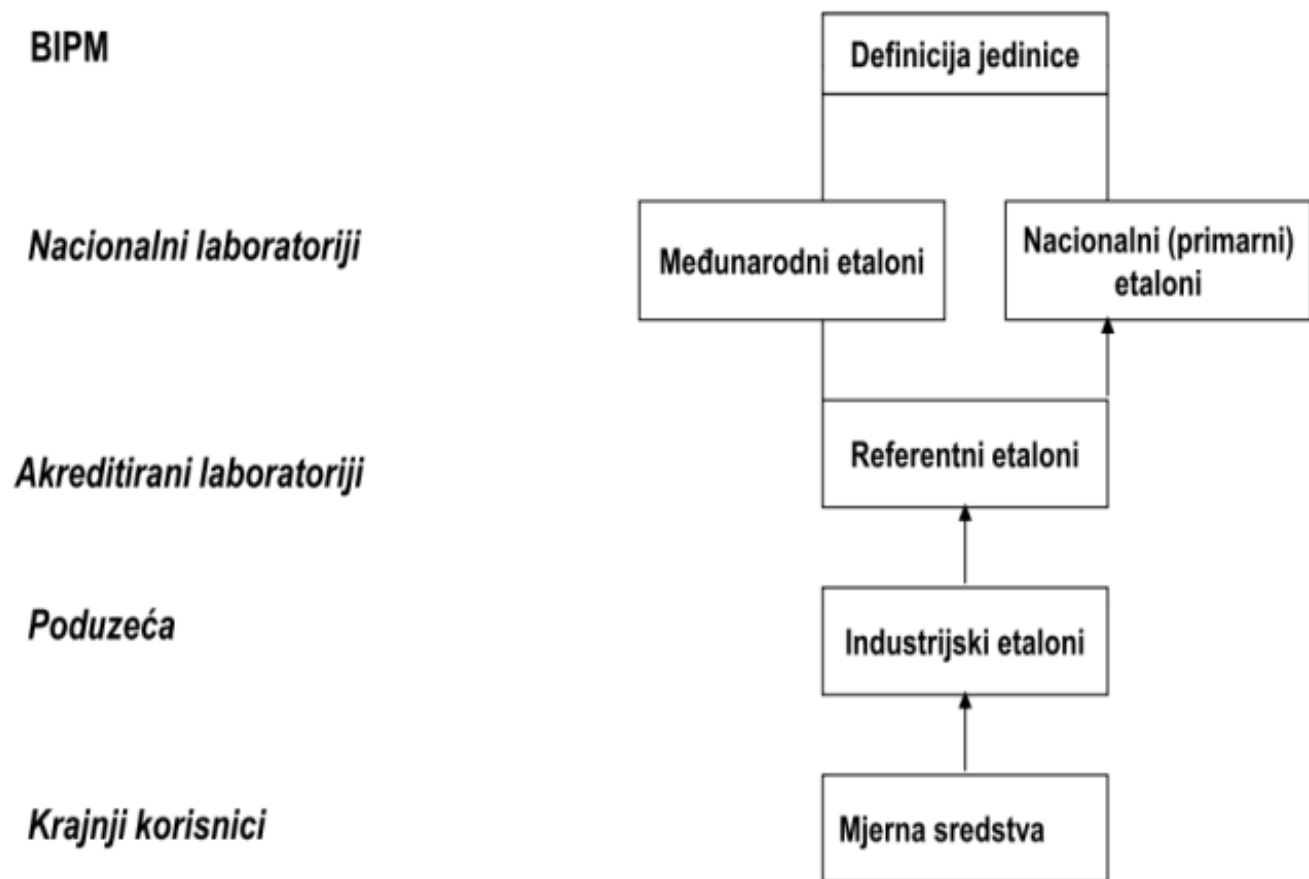 BIPM
Definicija jedinice
Nacionalni laboratoriji
Međunarodni etaloni
Nacionalni (primarni)
etaloni
Akreditirani laboratoriji
Referentni etaloni
Poduzeća
Industrijski etaloni
Krajnji korisnici
Mjerna sredstva